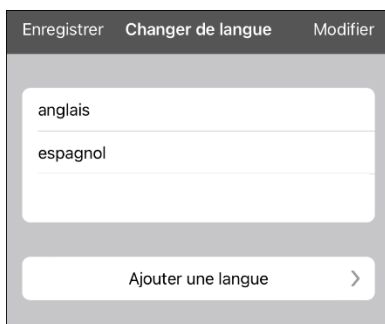 Enregistrer Changer de langue Modifier
anglais
espagnol
Ajouter une langue